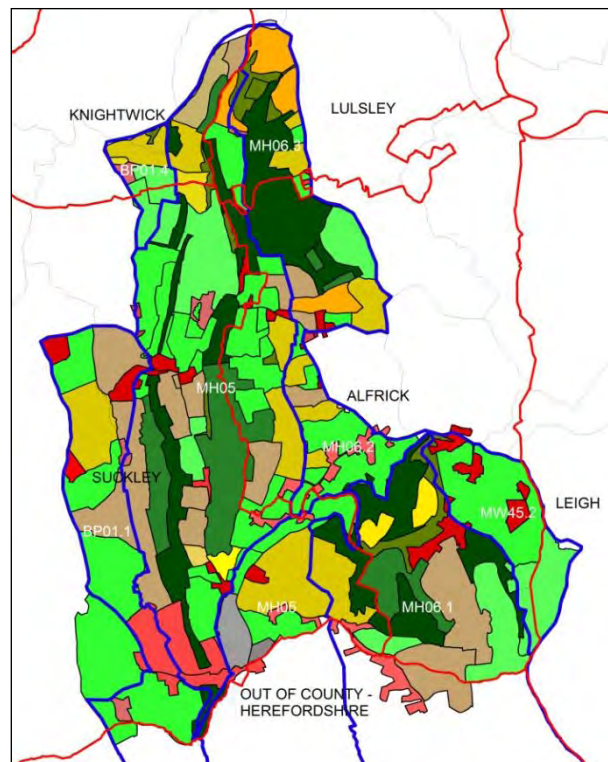 KNIGHTWICK
LULSLEY
MH06.3
BP01.4
MH05
ALFRICK
MH06.2
SUCKLEY
MW45.2
LEIGH
BP01.1
MH05
MH06.1
OUT OF COUNTY -
HEREFORDSHIRE